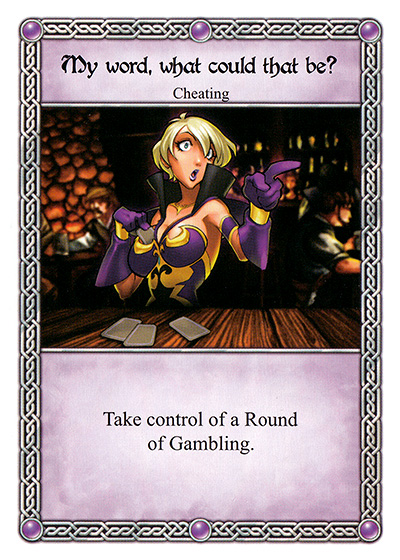 My word, what could that be?
Cheating
Take control of a Round
of Gambling.